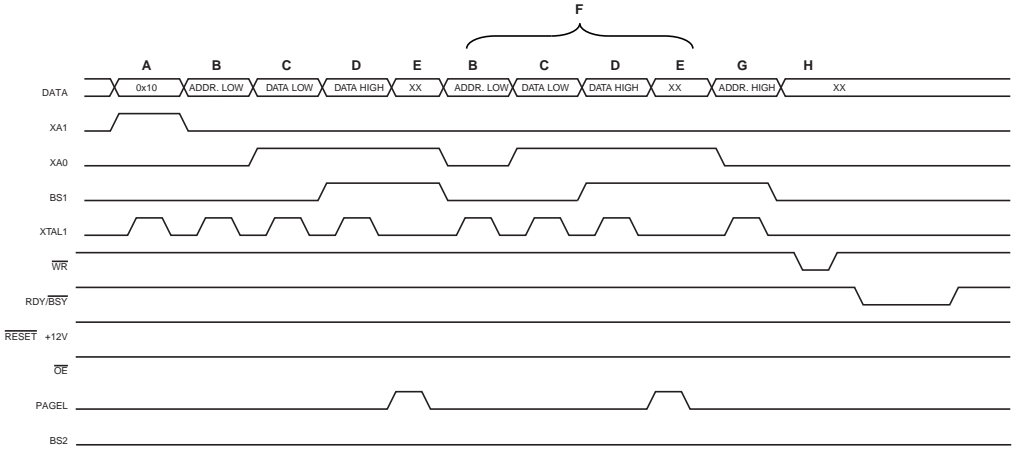 F
A B C D E B C D E G H
DATA 0x10 ADDR. LOW DATA LOW DATA HIGH XX ADDR. LOW DATA LOW DATA HIGH XX ADDR. HIGH XX
XA1
XA0
BS1
XTAL1
WR
RDY/BSY
RESET +12V
OE
PAGEL
BS2